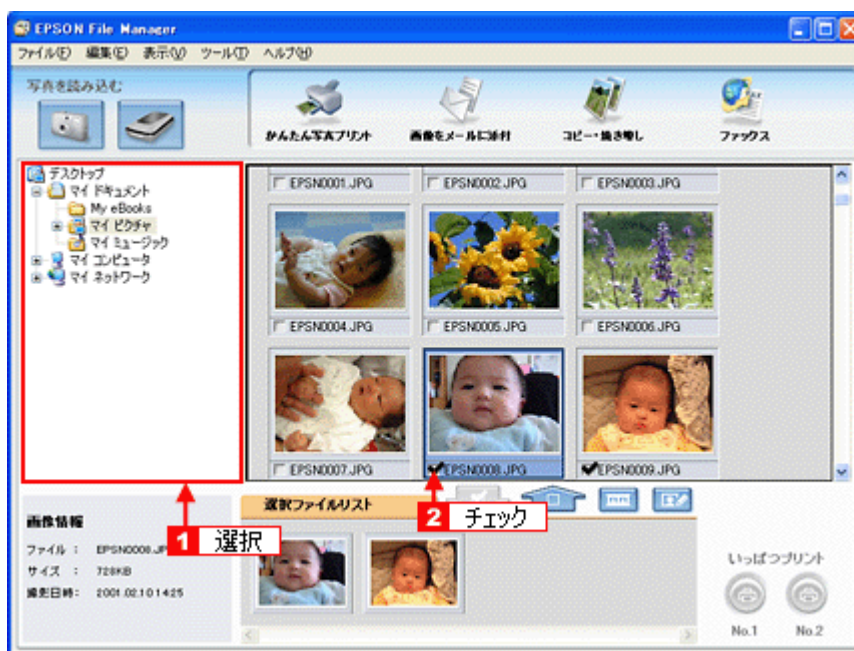 EPSON File Manager
ファイル(F) 編集(E) 表示(V) ツール(T) ヘルプ(H)
写真を読み込む
かんたん写真プリント 画像をメールに添付 コピー・焼き増し ファックス
デスクトップ
マイ ドキュメント
My eBooks
マイ ピクチャ
マイ ミュージック
マイ コンピュータ
マイ ネットワーク
EPSN0001.JPG EPSN0002.JPG EPSN0003.JPG
EPSN0004.JPG EPSN0005.JPG EPSN0006.JPG
EPSN0007.JPG EPSN0008.JPG EPSN0009.JPG
1 選択
2 チェック
画像情報
ファイル : EPSN0008.JP
サイズ : 728KB
撮影日時: 2001.02.10 14:25
選択ファイルリスト
いっぱつプリント
No.1 No.2